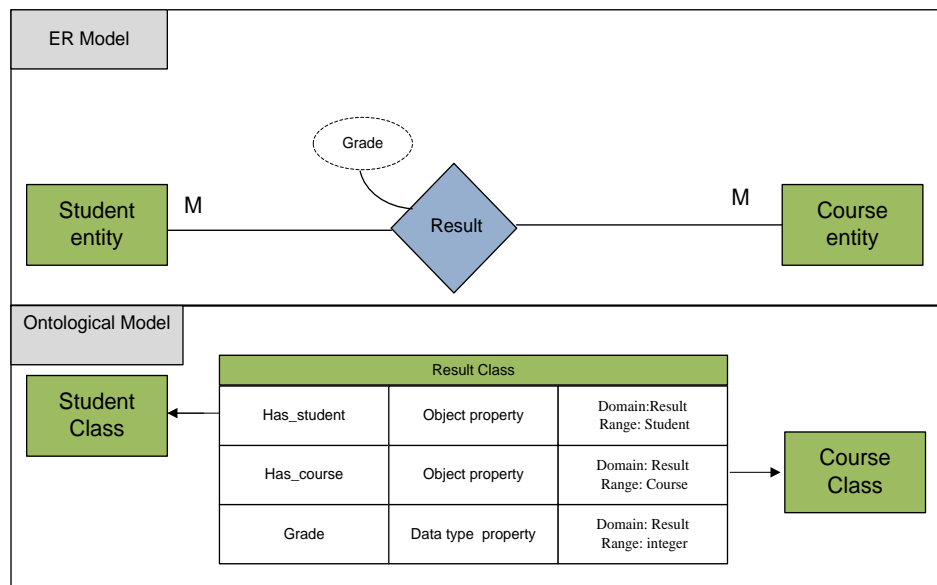 ER Model
Grade
Student
entity
M
Result
M
Course
entity
Ontological Model
Student
Class
Result Class
Has_student
Object property
Domain:Result
Range: Student
Has_course
Object property
Domain: Result
Range: Course
Grade
Data type property
Domain: Result
Range: integer
Course
Class